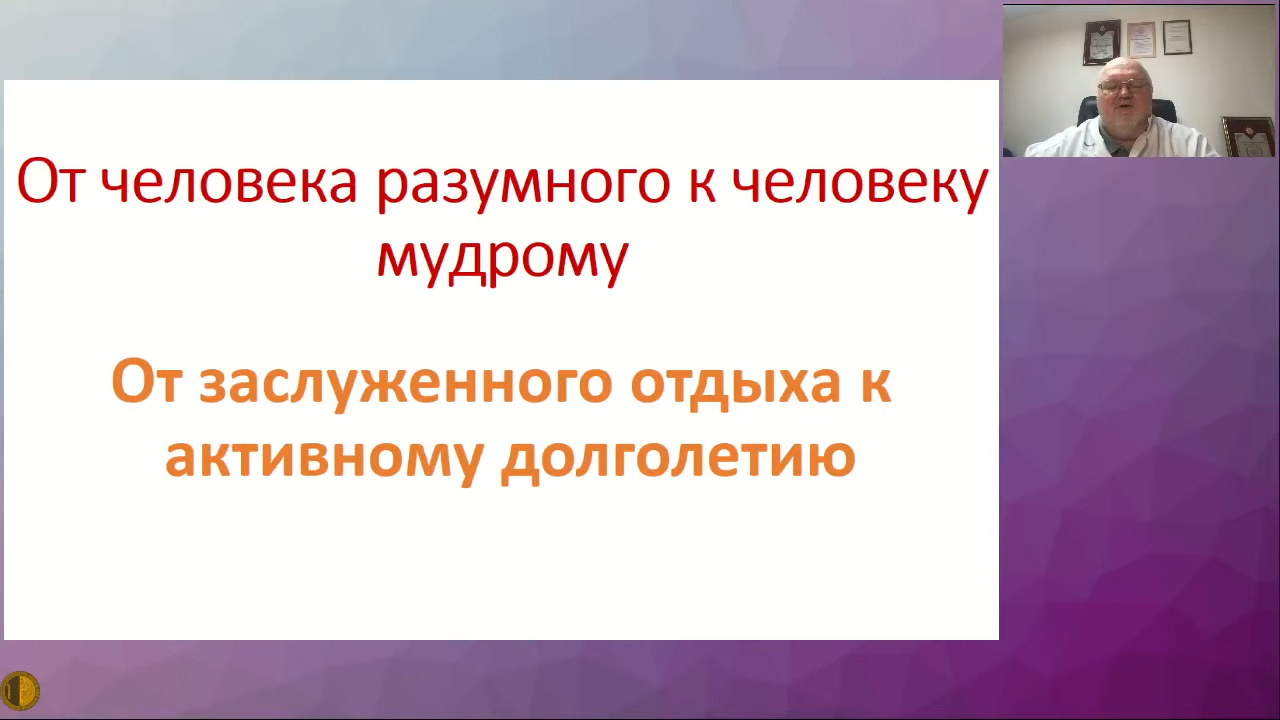 От человека разумного к человеку
мудрому
От заслуженного отдыха к
активному долголетию